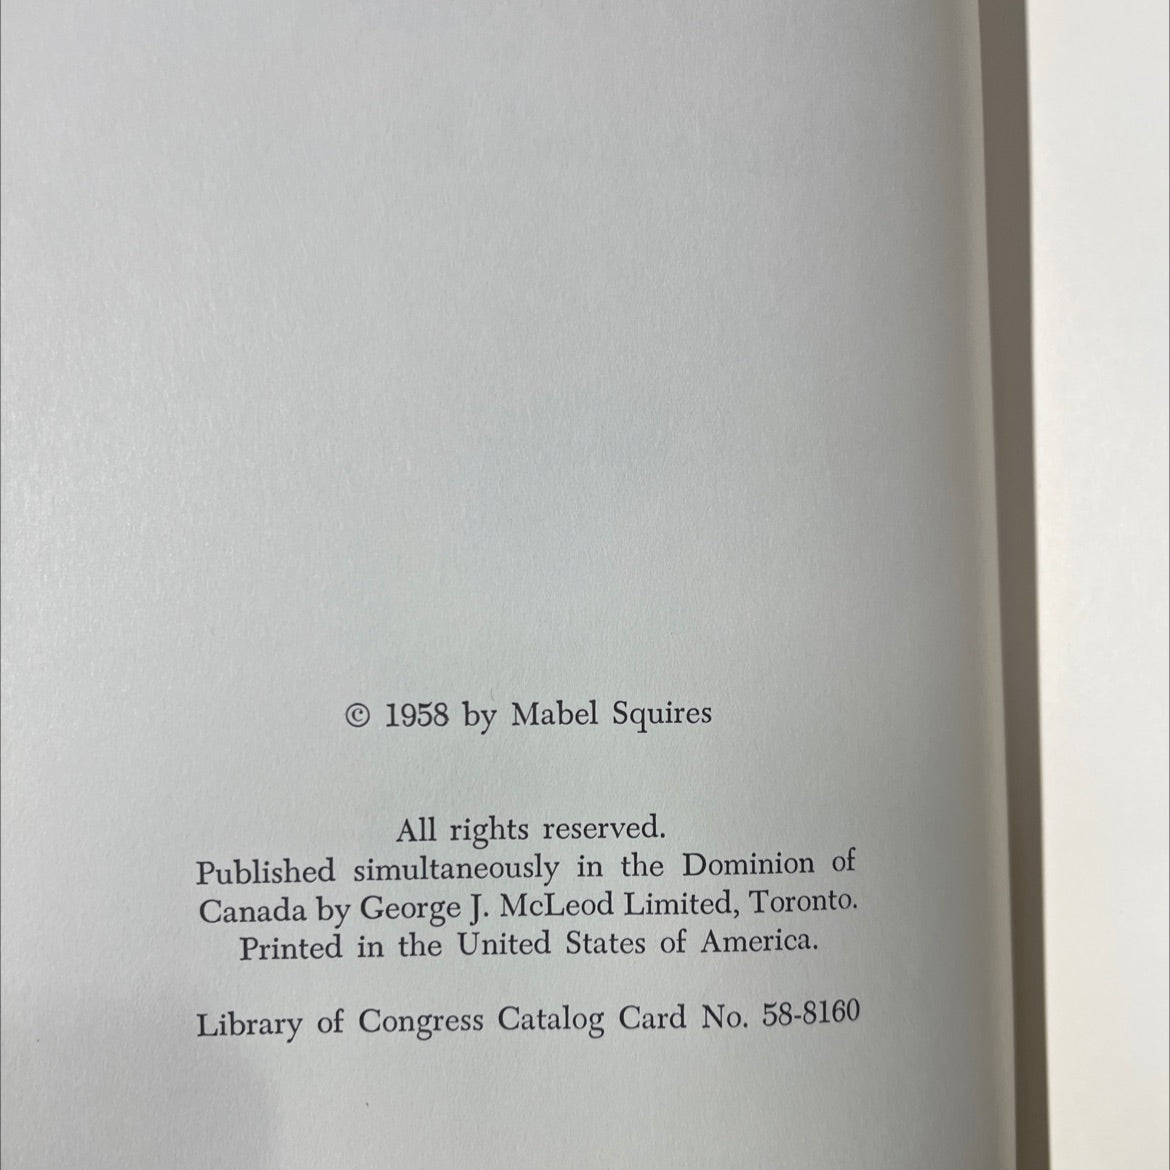 © 1958 by Mabel Squires
All rights reserved.
Published simultaneously in the Dominion of
Canada by George J. McLeod Limited, Toronto.
Printed in the United States of America.
Library of Congress Catalog Card No. 58-8160